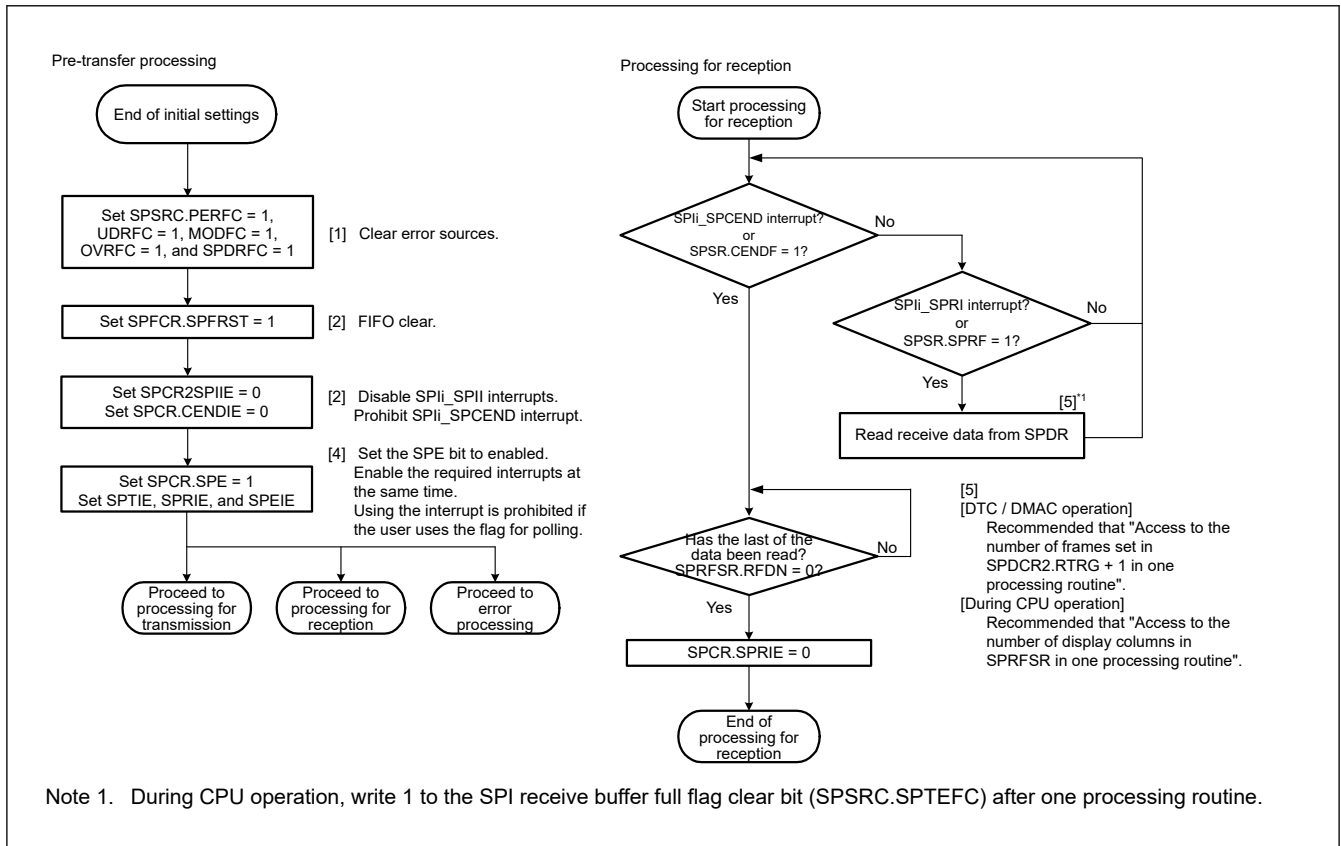 Pre-transfer processing
End of initial settings
Set SPSRC.PERFC = 1,
UDRFC = 1, MODFC = 1,
OVRFC = 1, and SPDRFC = 1
[1] Clear error sources.
Set SPFCR.SPFRST = 1
[2] FIFO clear.
Set SPCR2SPIIE = 0
Set SPCR.CENDIE = 0
[2] Disable SPIi_SPII interrupts.
Prohibit SPIi_SPCEND interrupt.
Set SPCR.SPE = 1
Set SPTIE, SPRIE, and SPEIE
[4] Set the SPE bit to enabled.
Enable the required interrupts at
the same time.
Using the interrupt is prohibited if
the user uses the flag for polling.
Proceed to
processing for
transmission
Proceed to
processing for
reception
Proceed to
error
processing
Processing for reception
Start processing
for reception
SPIi_SPCEND interrupt?
or
SPSR.CENDF = 1?
No
Yes
SPIi_SPRI interrupt?
or
SPSR.SPRF = 1?
No
Yes
[5]*1
Read receive data from SPDR
Has the last of the
data been read?
SPRFSR.RFDN = 0?
No
Yes
SPCR.SPRIE = 0
End of
processing for
reception
[5]
[DTC / DMAC operation]
Recommended that "Access to the
number of frames set in
SPDCR2.RTRG + 1 in one
processing routine".
[During CPU operation]
Recommended that "Access to the
number of display columns in
SPRFSR in one processing routine".
Note 1. During CPU operation, write 1 to the SPI receive buffer full flag clear bit (SPSRC.SPTEFC) after one processing routine.